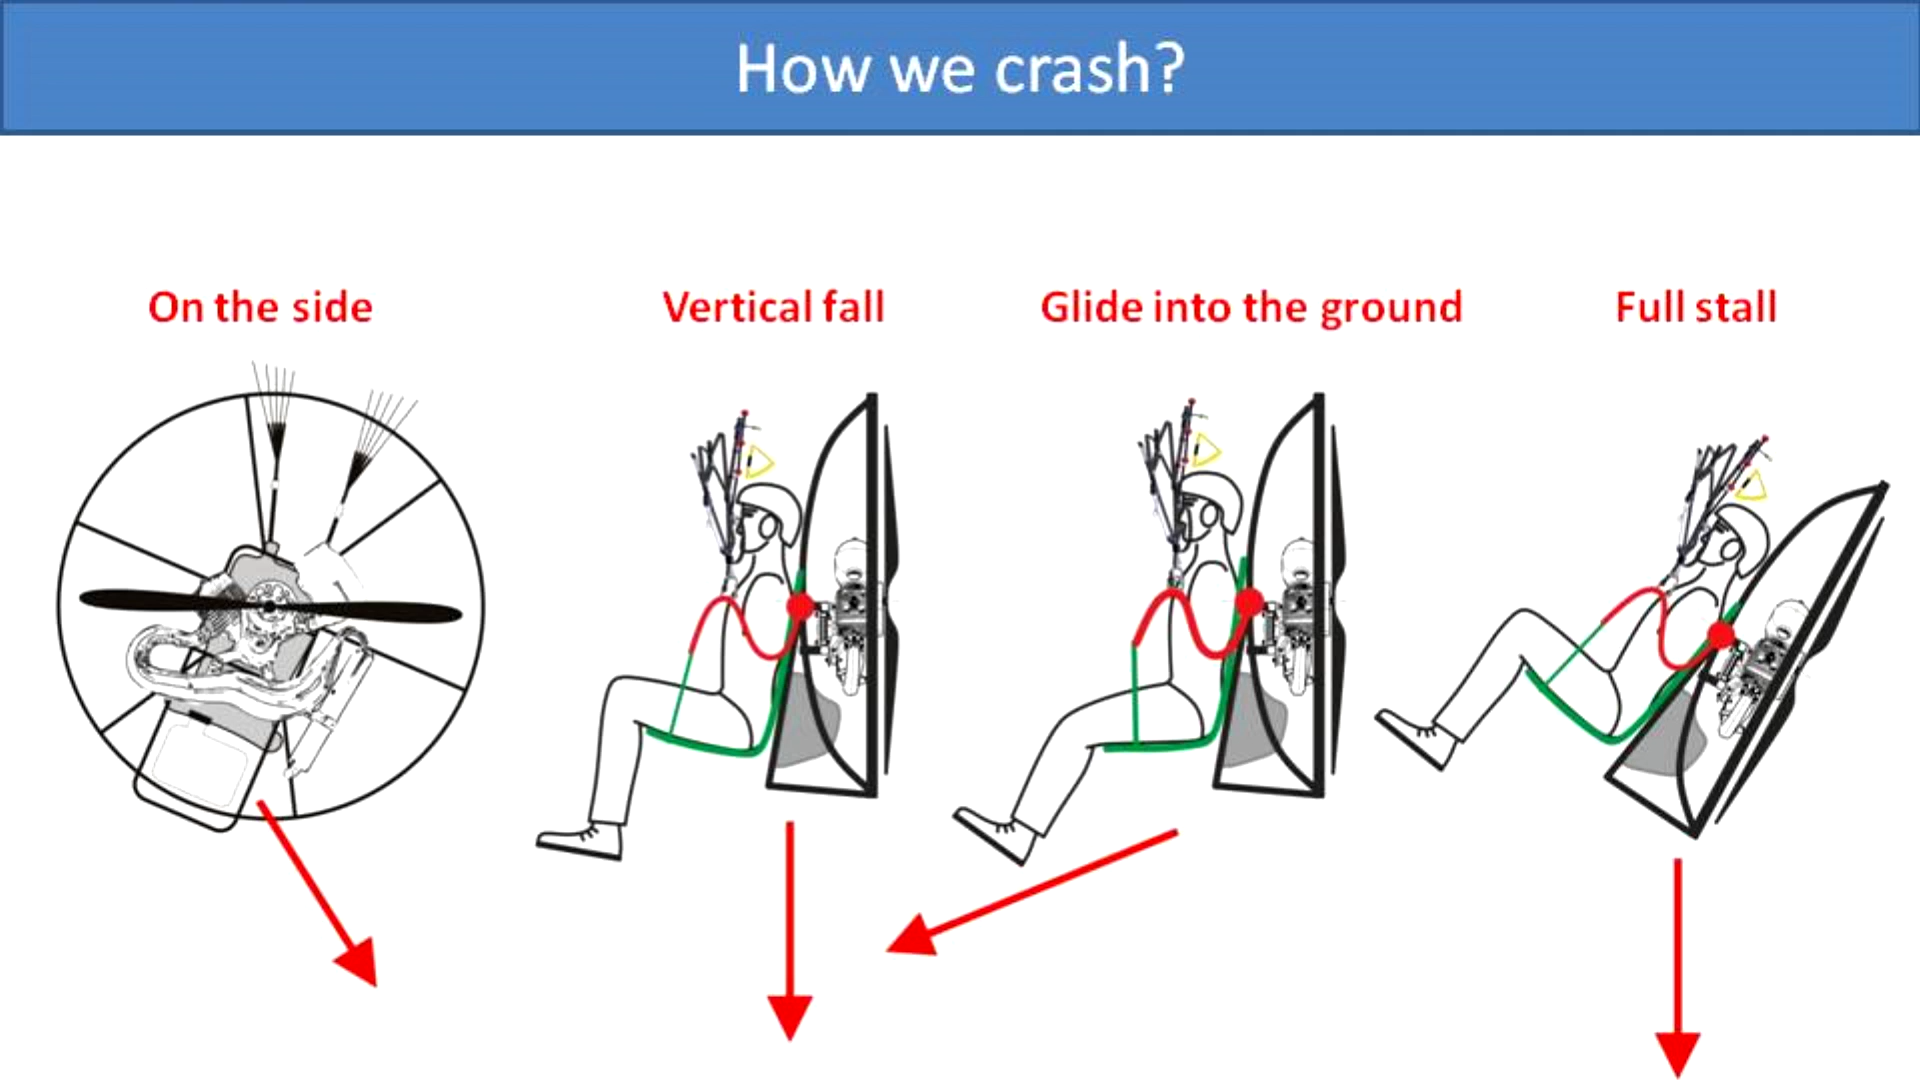 How we crash?
On the side
Vertical fall
Glide into the ground
Full stall